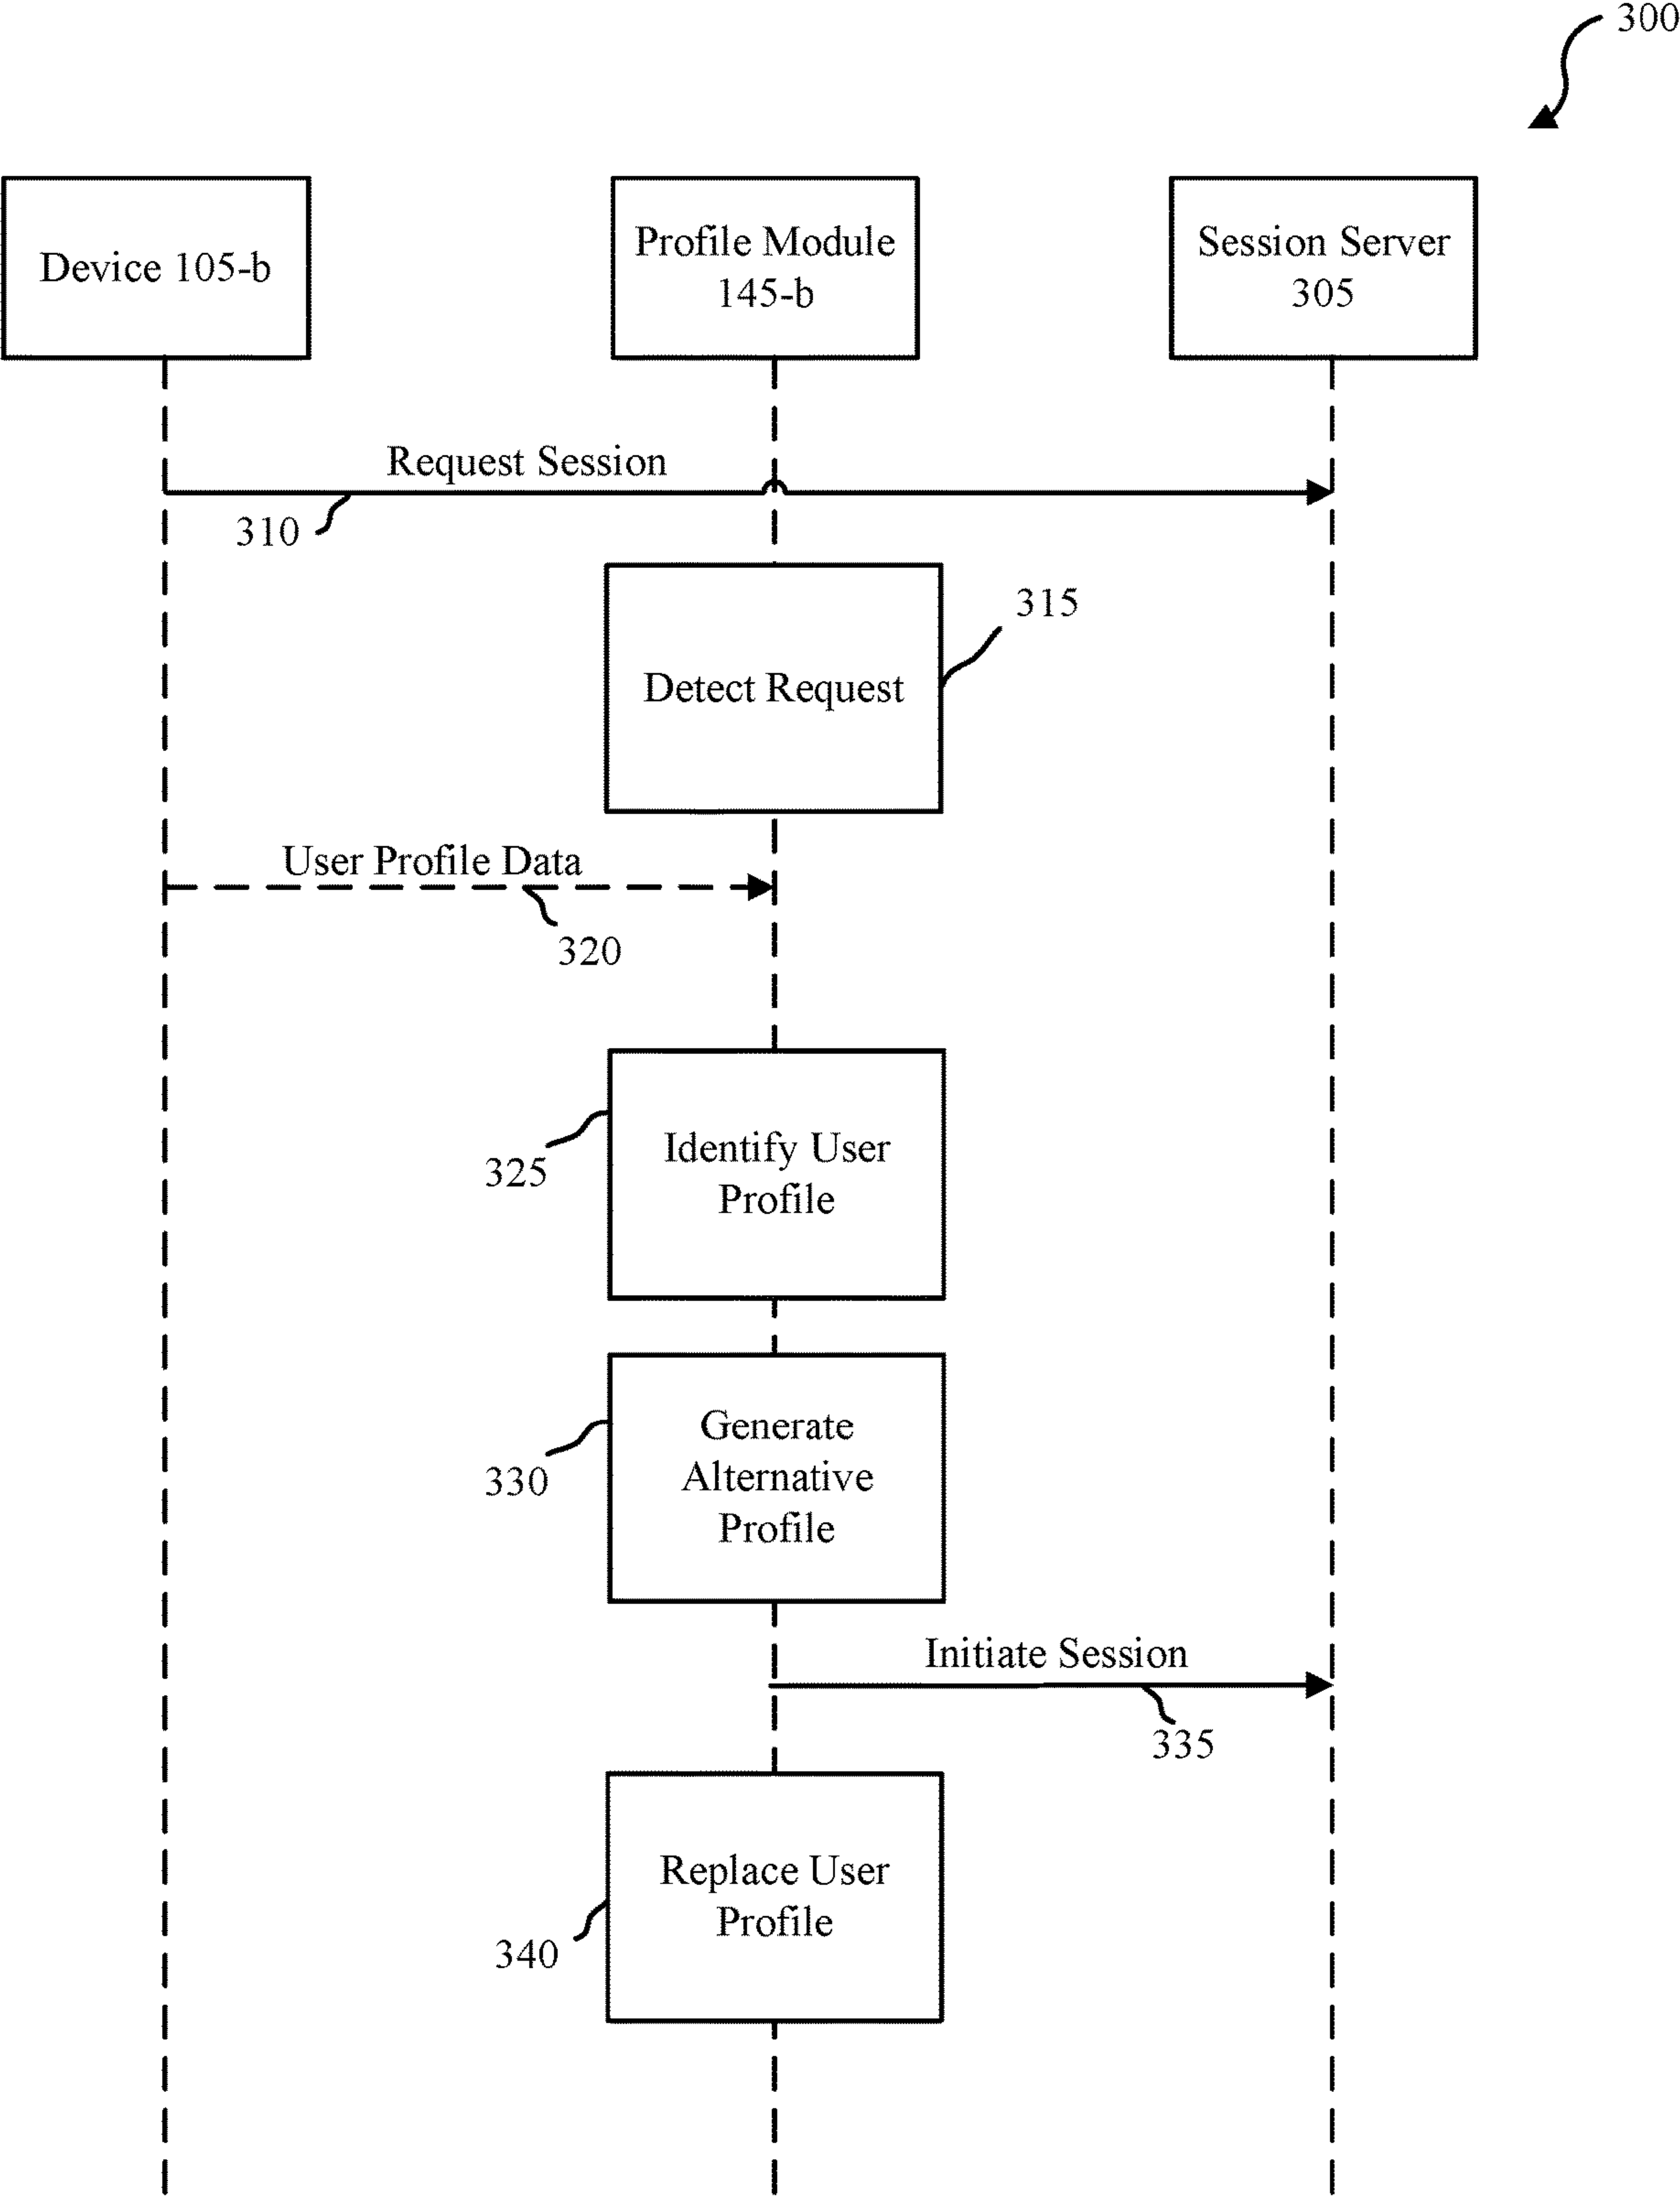 300
Device 105-b
Profile Module
145-b
Session Server
305
Request Session
310
315
Detect Request
User Profile Data
320
325
Identify User
Profile
330
Generate
Alternative
Profile
Initiate Session
335
Replace User
Profile
340